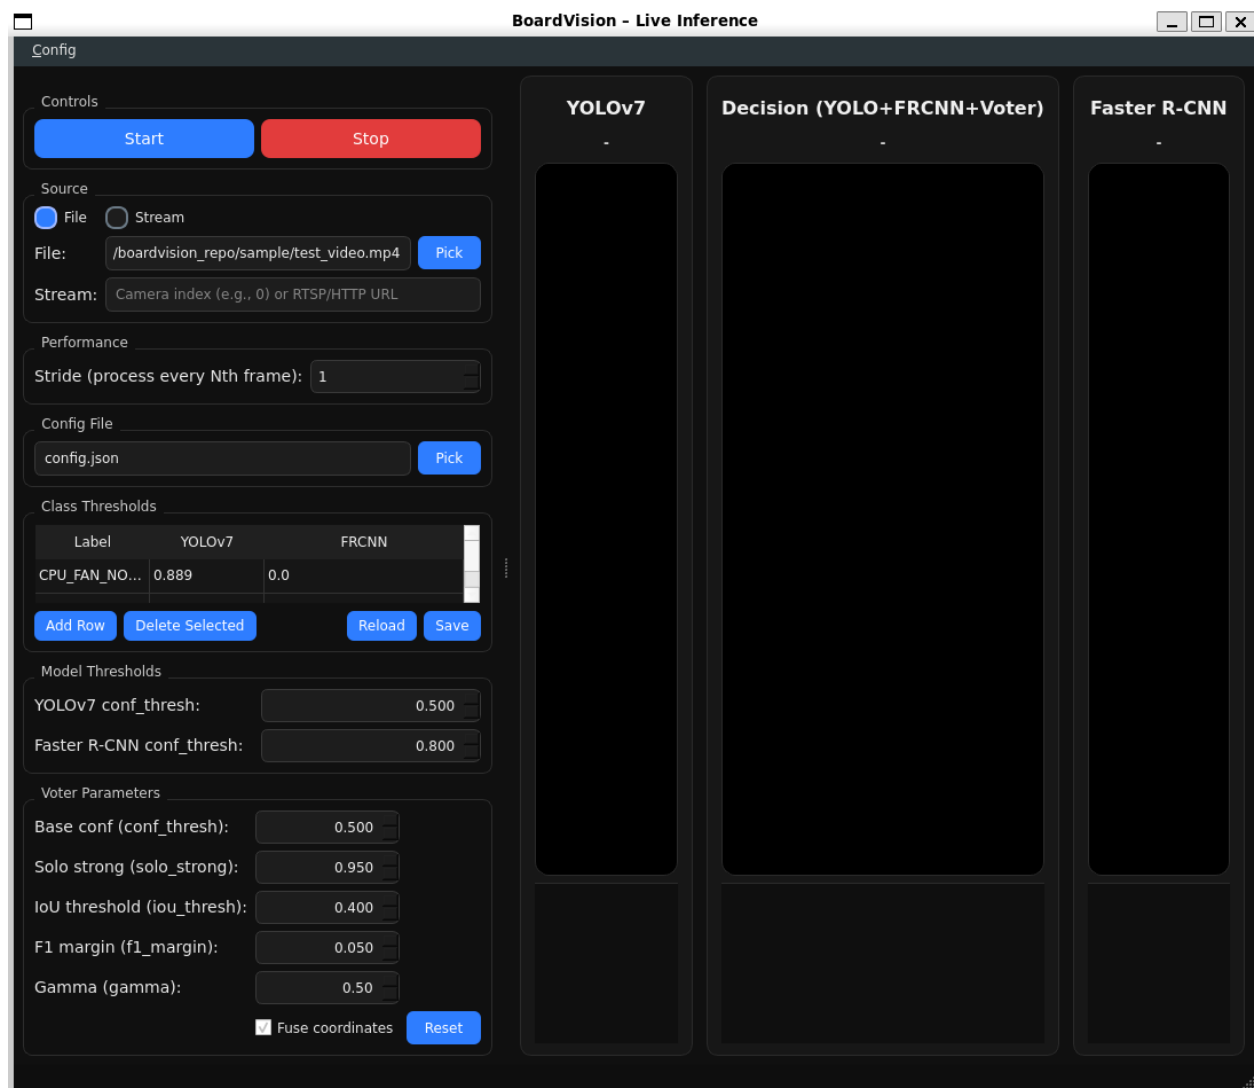 BoardVision – Live Inference
Config
Controls
Start Stop
Source
File Stream
File: /boardvision_repo/sample/test_video.mp4 Pick
Stream: Camera index (e.g., 0) or RTSP/HTTP URL
Performance
Stride (process every Nth frame): 1
Config File
config.json Pick
Class Thresholds
Label YOLOv7 FRCNN
CPU_FAN_NO... 0.889 0.0
Add Row Delete Selected Reload Save
Model Thresholds
YOLOv7 conf_thresh: 0.500
Faster R-CNN conf_thresh: 0.800
Voter Parameters
Base conf (conf_thresh): 0.500
Solo strong (solo_strong): 0.950
IoU threshold (iou_thresh): 0.400
F1 margin (f1_margin): 0.050
Gamma (gamma): 0.50
Fuse coordinates Reset
YOLOv7
-
Decision (YOLO+FRCNN+Voter)
-
Faster R-CNN
-